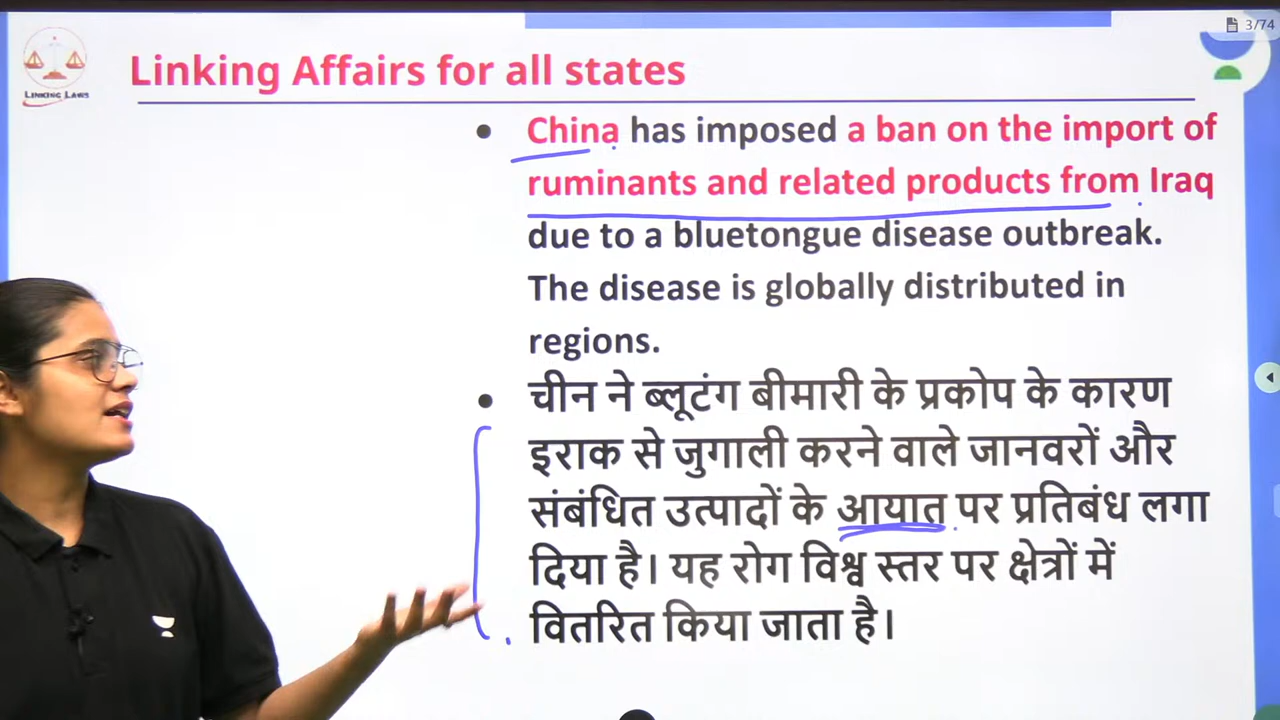 3/74
LINKING LAWS
Linking Affairs for all states
China has imposed a ban on the import of
ruminants and related products from Iraq
due to a bluetongue disease outbreak.
The disease is globally distributed in
regions.
चीन ने ब्लूटंग बीमारी के प्रकोप के कारण
इराक से जुगाली करने वाले जानवरों और
संबंधित उत्पादों के आयात पर प्रतिबंध लगा
दिया है। यह रोग विश्व स्तर पर क्षेत्रों में
वितरित किया जाता है।